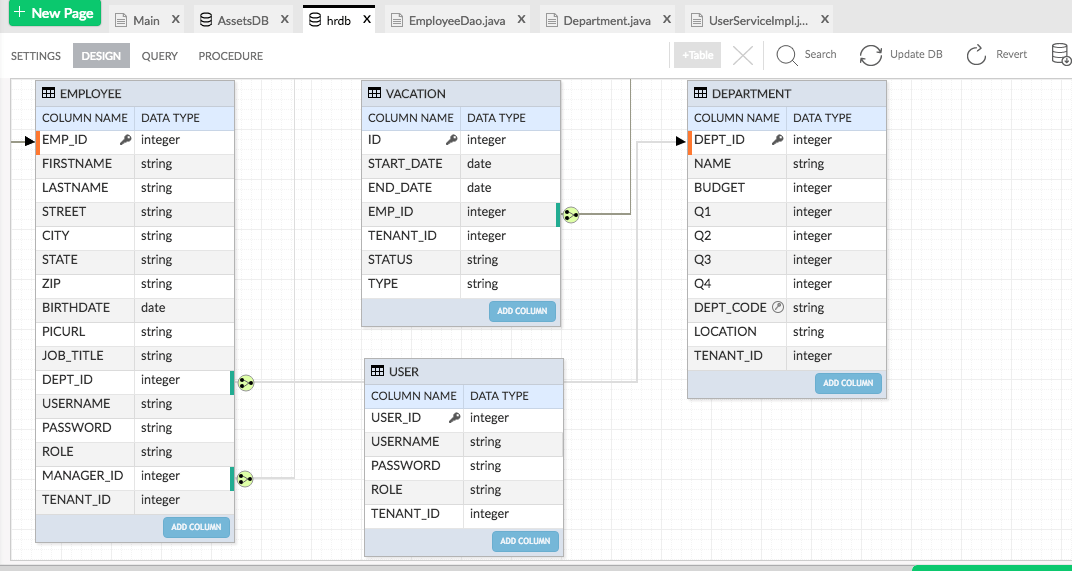 + New Page
Main X
AssetsDB X
hrdb X
EmployeeDao.java X
Department.java X
UserServiceImpl.j... X
SETTINGS DESIGN QUERY PROCEDURE
+Table
Search
Update DB
Revert
EMPLOYEE
COLUMN NAME DATA TYPE
EMP_ID integer
FIRSTNAME string
LASTNAME string
STREET string
CITY string
STATE string
ZIP string
BIRTHDATE date
PICURL string
JOB_TITLE string
DEPT_ID integer
USERNAME string
PASSWORD string
ROLE string
MANAGER_ID integer
TENANT_ID integer
ADD COLUMN
VACATION
COLUMN NAME DATA TYPE
ID integer
START_DATE date
END_DATE date
EMP_ID integer
TENANT_ID integer
STATUS string
TYPE string
ADD COLUMN
USER
COLUMN NAME DATA TYPE
USER_ID integer
USERNAME string
PASSWORD string
ROLE string
TENANT_ID integer
ADD COLUMN
DEPARTMENT
COLUMN NAME DATA TYPE
DEPT_ID integer
NAME string
BUDGET integer
Q1 integer
Q2 integer
Q3 integer
Q4 integer
DEPT_CODE string
LOCATION string
TENANT_ID integer
ADD COLUMN